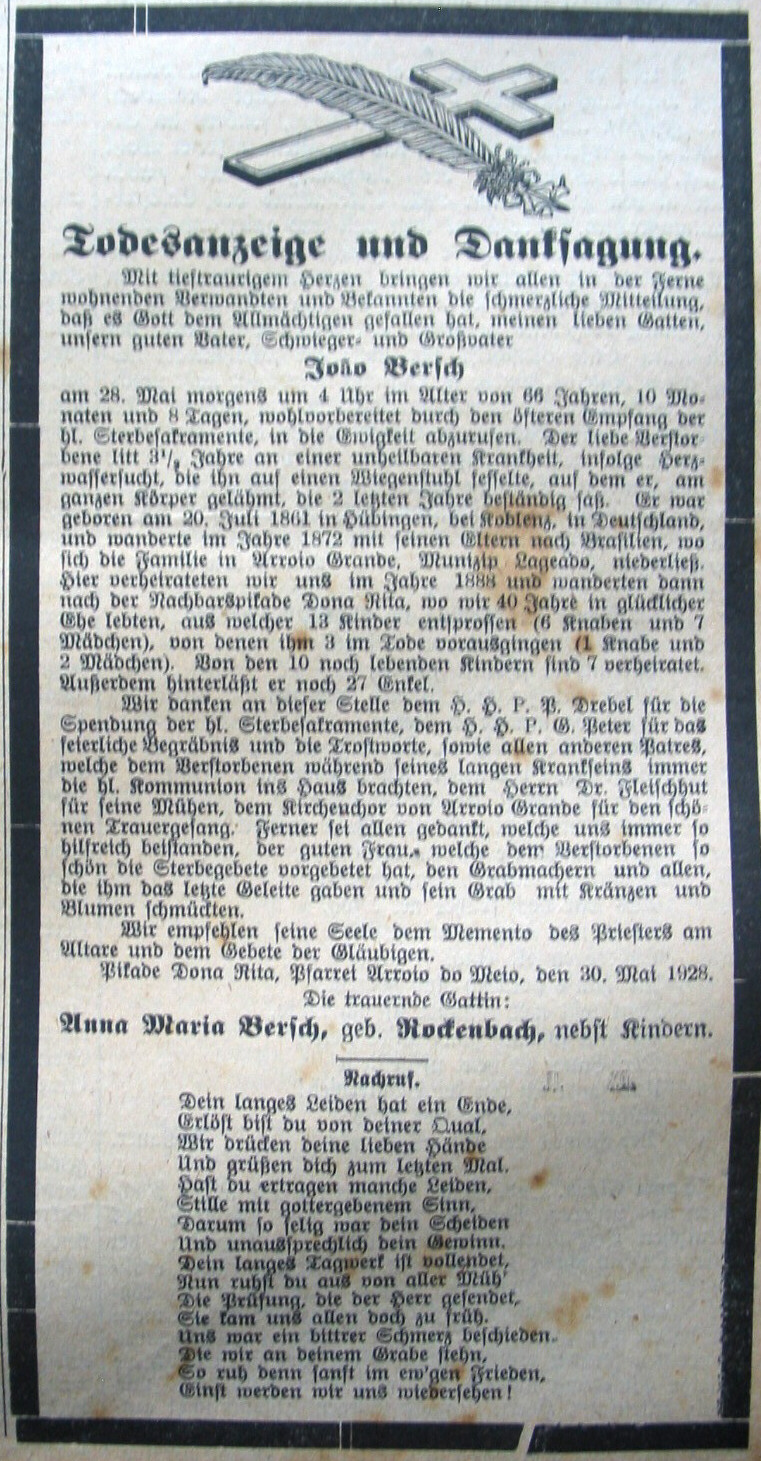 Todesanzeige und Danksagung.
Mit tieftraurigem Herzen bringen wir allen in der Ferne
wohnenden Verwandten und Bekannten die schmerzliche Mitteilung,
daß es Gott dem Allmächtigen gefallen hat, meinen lieben Gatten,
unsern guten Vater, Schwieger- und Großvater
João Bersch
am 28. Mai morgens um 4 Uhr im Alter von 66 Jahren, 10 Mo-
naten und 8 Tagen, wohlvorbereitet durch den öfteren Empfang der
hl. Sterbesakramente, in die Ewigkeit abzurufen. Der liebe Verstor-
bene litt 3½ Jahre an einer unheilbaren Krankheit, infolge Herz-
wassersucht, die ihn auf einen Wiegenstuhl fesselte, auf dem er, am
ganzen Körper gelähmt, die 2 letzten Jahre beständig saß. Er war
geboren am 20. Juli 1861 in Hübingen, bei Koblenz, in Deutschland,
und wanderte im Jahre 1872 mit seinen Eltern nach Brasilien, wo
sich die Familie in Arroio Grande, Munizip Lageado, niederließ.
Hier verheirateten wir uns im Jahre 1888 und wanderten dann
nach der Nachbarspikade Dona Rita, wo wir 40 Jahre in glücklicher
Ehe lebten, aus welcher 13 Kinder entsprossen (6 Knaben und 7
Mädchen), von denen ihm 3 im Tode vorausgingen (1 Knabe und
2 Mädchen). Von den 10 noch lebenden Kindern sind 7 verheiratet.
Außerdem hinterläßt er noch 27 Enkel.
Wir danken an dieser Stelle dem H. H. P. P. Drebel für die
Spendung der hl. Sterbesakramente, dem H. H. P. G. Peter für das
feierliche Begräbnis und die Trostworte, sowie allen anderen Patres,
welche dem Verstorbenen während seines langen Krankseins immer
die hl. Kommunion ins Haus brachten, dem Herrn Dr. Fleischhut
für seine Mühen, dem Kirchenchor von Arroio Grande für den schö-
nen Trauergesang. Ferner sei allen gedankt, welche uns immer so
hilfreich beistanden, der guten Frau, welche dem Verstorbenen so
schön die Sterbegebete vorgebetet hat, den Grabmachern und allen,
die ihm das letzte Geleite gaben und sein Grab mit Kränzen und
Blumen schmückten.
Wir empfehlen seine Seele dem Memento des Priesters am
Altare und dem Gebete der Gläubigen.
Pikade Dona Rita, Pfarrei Arroio do Meio, den 30. Mai 1928.
Die trauernde Gattin:
Anna Maria Bersch, geb. Rockenbach, nebst Kindern.
Nachruf.
Dein langes Leiden hat ein Ende,
Erlöst bist du von deiner Qual,
Wir drücken deine lieben Hände
Und grüßen dich zum letzten Mal.
Hast du ertragen manche Leiden,
Stille mit gottergebenem Sinn,
Darum so selig war dein Scheiden
Und unaussprechlich dein Gewinn.
Dein langes Tagwerk ist vollendet,
Nun ruhst du aus von aller Müh'
Die Prüfung, die der Herr gesendet,
Sie kam uns allen doch zu früh.
Uns war ein bittrer Schmerz beschieden.
Die wir an deinem Grabe stehn,
So ruh denn sanft im ew'gen Frieden,
Einst werden wir uns wiedersehen!